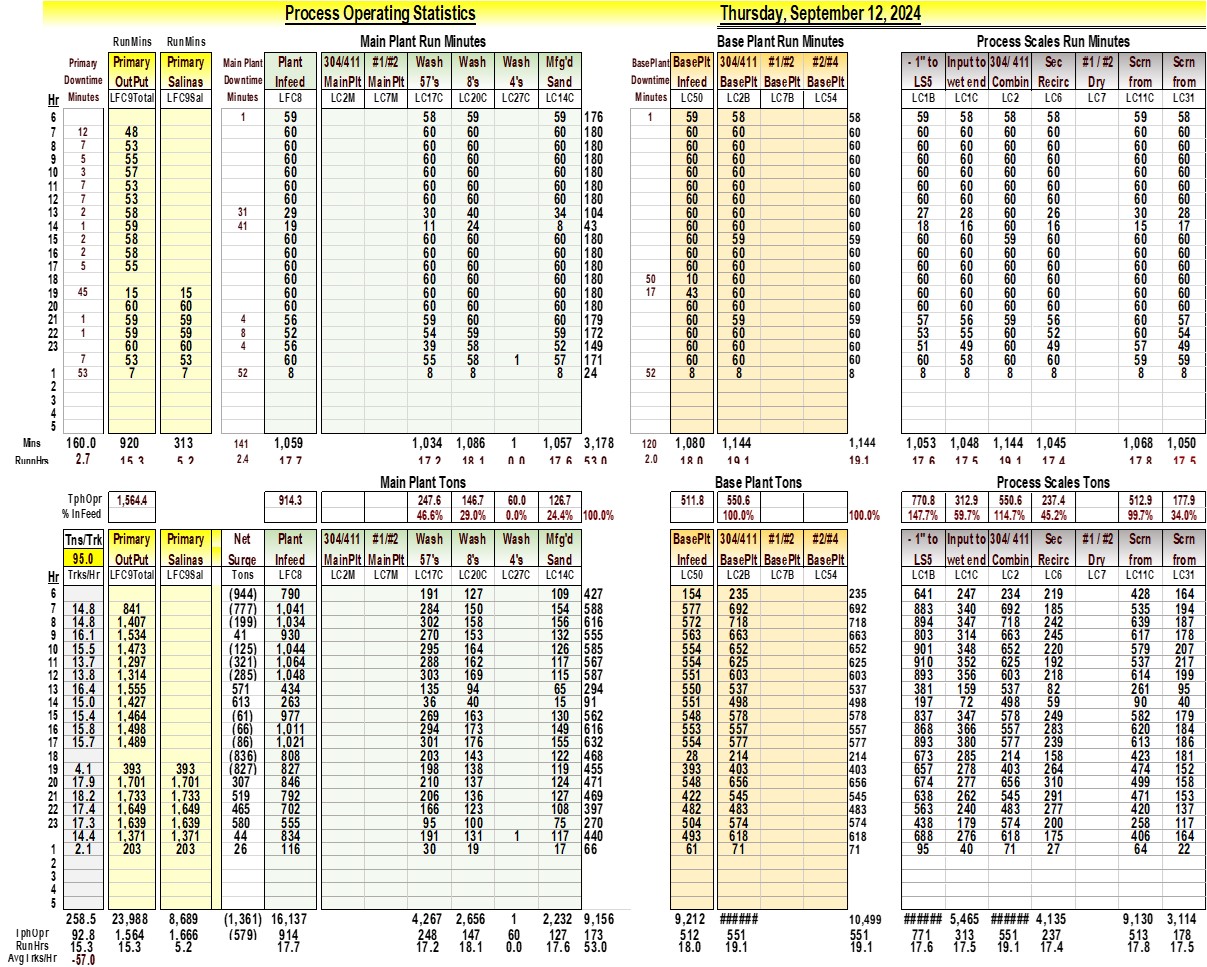 Process Operating Statistics Thursday, September 12, 2024
RunMins RunMins Main Plant Run Minutes Base Plant Run Minutes Process Scales Run Minutes
Primary Primary Primary Main Plant Plant 304/411 #1/#2 Wash Wash Wash Mfg'd BasePlant BasePlt 304/411 #1/#2 #2/#4 - 1" to Input to 304/ 411 Sec #1 / #2 Scrn Scrn
Downtime OutPut Salinas Downtime Infeed MainPlt MainPlt 57's 8's 4's Sand Downtime Infeed BasePlt BasePlt BasePlt LS5 wet end Combin Recirc Dry from from
Hr Minutes LFC9Total LFC9Sal Minutes LFC8 LC2M LC7M LC17C LC20C LC27C LC14C Minutes LC50 LC2B LC7B LC54 LC1B LC1C LC2 LC6 LC7 LC11C LC31
6 1 59 58 59 59 176 1 59 58 58 59 58 58 58 59 58
7 12 48 60 60 60 60 180 60 60 60 60 60 60 60 60 60
8 7 53 60 60 60 60 180 60 60 60 60 60 60 60 60 60
9 5 55 60 60 60 60 180 60 60 60 60 60 60 60 60 60
10 3 57 60 60 60 60 180 60 60 60 60 60 60 60 60 60
11 7 53 60 60 60 60 180 60 60 60 60 60 60 60 60 60
12 7 53 60 60 60 60 180 60 60 60 60 60 60 60 60 60
13 2 58 31 29 30 40 34 104 60 60 60 27 28 60 26 30 28
14 1 59 41 19 11 24 8 43 60 60 60 18 16 60 16 15 17
15 2 58 60 60 60 60 180 60 59 59 60 60 59 60 60 60
16 2 58 60 60 60 60 180 60 60 60 60 60 60 60 60 60
17 5 55 60 60 60 60 180 60 60 60 60 60 60 60 60 60
18 60 60 60 60 180 50 10 60 60 60 60 60 60 60 60
19 45 15 15 60 60 60 60 180 17 43 60 60 60 60 60 60 60 60
20 60 60 60 60 60 60 180 60 60 60 60 60 60 60 60 60
21 1 59 59 4 56 59 60 60 179 60 59 59 57 56 59 56 60 57
22 1 59 59 8 52 54 59 59 172 60 60 60 53 55 60 52 60 54
23 60 60 4 56 39 58 52 149 60 60 60 51 49 60 49 57 49
7 53 53 60 55 58 1 57 171 60 60 60 60 58 60 60 59 59
1 53 7 7 52 8 8 8 8 24 52 8 8 8 8 8 8 8 8 8
2
3
4
5
Mins 160.0 920 313 141 1,059 1,034 1,086 1 1,057 3,178 120 1,080 1,144 1,144 1,053 1,048 1,144 1,045 1,068 1,050
RunnHrs 2.7 15.3 5.2 2.4 17.7 17.2 18.1 0.0 17.6 53.0 2.0 18.0 19.1 19.1 17.6 17.5 19.1 17.4 17.8 17.5
Main Plant Tons Base Plant Tons Process Scales Tons
TphOpr 1,564.4 914.3 247.6 146.7 60.0 126.7 511.8 550.6 770.8 312.9 550.6 237.4 512.9 177.9
% InFeed 46.6% 29.0% 0.0% 24.4% 100.0% 100.0% 100.0% 147.7% 59.7% 114.7% 45.2% 99.7% 34.0%
Tns/Trk Primary Primary Net Plant 304/411 #1/#2 Wash Wash Wash Mfg'd BasePlt 304/411 #1/#2 #2/#4 - 1" to Input to 304/ 411 Sec #1 / #2 Scrn Scrn
95.0 OutPut Salinas Surge Infeed MainPlt MainPlt 57's 8's 4's Sand Infeed BasePlt BasePlt BasePlt LS5 wet end Combin Recirc Dry from from
Hr Trks/Hr LFC9Total LFC9Sal Tons LFC8 LC2M LC7M LC17C LC20C LC27C LC14C LC50 LC2B LC7B LC54 LC1B LC1C LC2 LC6 LC7 LC11C LC31
6 (944) 790 191 127 109 427 154 235 235 641 247 234 219 428 164
7 14.8 841 (777) 1,041 284 150 154 588 577 692 692 883 340 692 185 535 194
8 14.8 1,407 (199) 1,034 302 158 156 616 572 718 718 894 347 718 242 639 187
9 16.1 1,534 41 930 270 153 132 555 563 663 663 803 314 663 245 617 178
10 15.5 1,473 (125) 1,044 295 164 126 585 554 652 652 901 348 652 220 579 207
11 13.7 1,297 (321) 1,064 288 162 117 567 554 625 625 910 352 625 192 537 217
12 13.8 1,314 (285) 1,048 303 169 115 587 551 603 603 893 356 603 218 614 199
13 16.4 1,555 571 434 135 94 65 294 550 537 537 381 159 537 82 261 95
14 15.0 1,427 613 263 36 40 15 91 551 498 498 197 72 498 59 90 40
15 15.4 1,464 (61) 977 269 163 130 562 548 578 578 837 347 578 249 582 179
16 15.8 1,498 (66) 1,011 294 173 149 616 553 557 557 868 366 557 283 620 184
17 15.7 1,489 (86) 1,021 301 176 155 632 554 577 577 893 380 577 239 613 186
18 (836) 808 203 143 122 468 28 214 214 673 285 214 158 423 181
19 4.1 393 393 (827) 827 198 138 119 455 393 403 403 657 278 403 264 474 152
20 17.9 1,701 1,701 307 846 210 137 124 471 548 656 656 674 277 656 310 499 158
21 18.2 1,733 1,733 519 792 206 136 127 469 422 545 545 638 262 545 291 471 153
22 17.4 1,649 1,649 465 702 166 123 108 397 482 483 483 563 240 483 277 420 137
23 17.3 1,639 1,639 580 555 95 100 75 270 504 574 574 438 179 574 200 258 117
14.4 1,371 1,371 44 834 191 131 1 117 440 493 618 618 688 276 618 175 406 164
1 2.1 203 203 26 116 30 19 17 66 61 71 71 95 40 71 27 64 22
2
3
4
5
258.5 23,988 8,689 (1,361) 16,137 4,267 2,656 1 2,232 9,156 9,212 ###### 10,499 ###### 5,465 ###### 4,135 9,130 3,114
TphOpr 92.8 1,564 1,666 (579) 914 248 147 60 127 173 512 551 551 771 313 551 237 513 178
RunHrs 15.3 15.3 5.2 17.7 17.2 18.1 0.0 17.6 53.0 18.0 19.1 19.1 17.6 17.5 19.1 17.4 17.8 17.5
Avg Trks/Hr -57.0